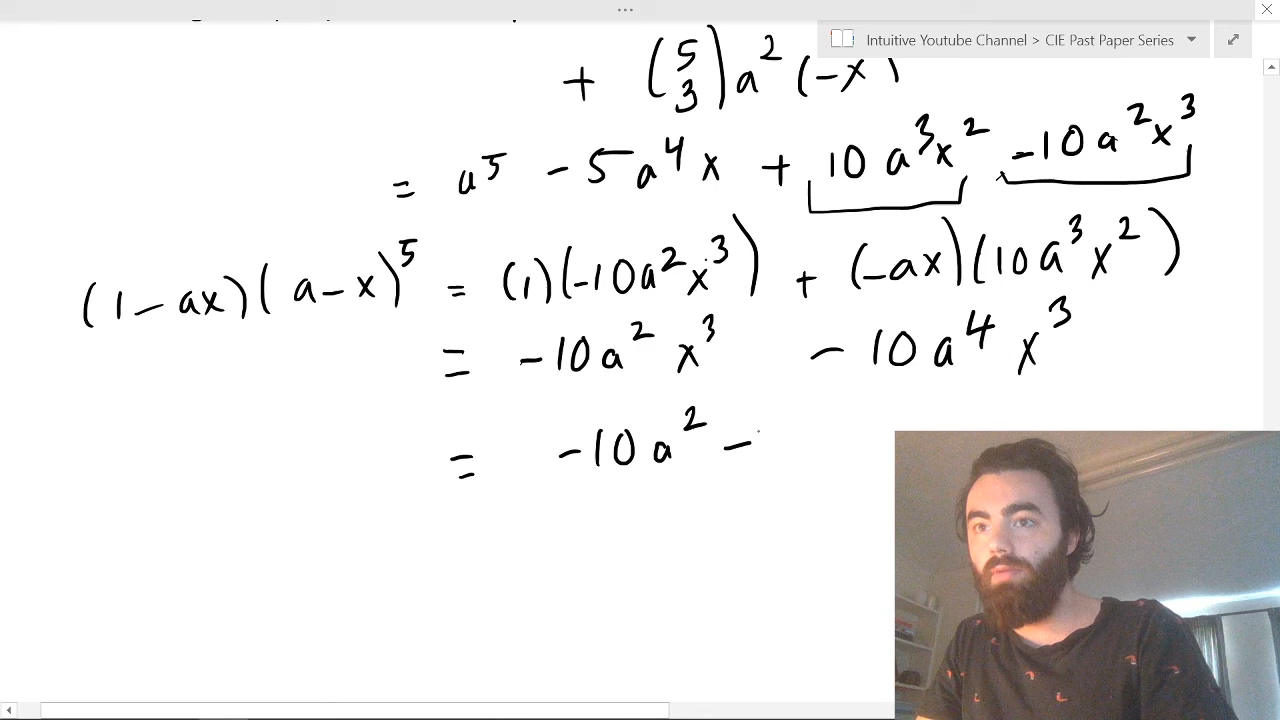 Intuitive Youtube Channel > CIE Past Paper Series
+ (5 3) a² (-x)
= a⁵ - 5a⁴x + 10a³x² -10a²x³
(1-ax)(a-x)⁵ = (1)(-10a²x³) + (-ax)(10a³x²)
= -10a²x³ - 10a⁴x³
= -10a² -